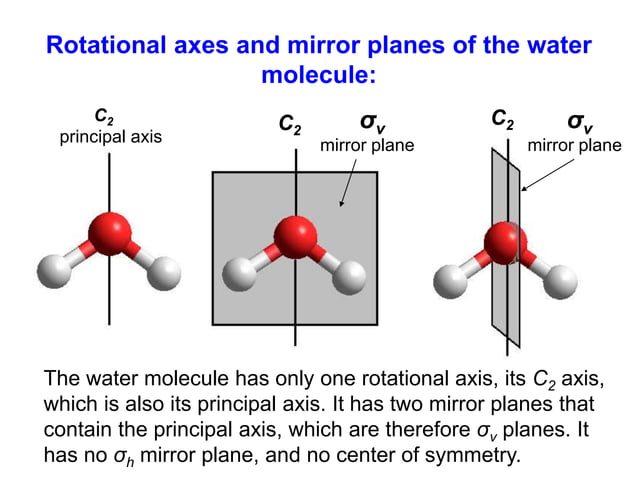 Rotational axes and mirror planes of the water
molecule:
C2
principal axis
C2
σv
mirror plane
C2
σv
mirror plane
The water molecule has only one rotational axis, its C2 axis,
which is also its principal axis. It has two mirror planes that
contain the principal axis, which are therefore σv planes. It
has no σh mirror plane, and no center of symmetry.